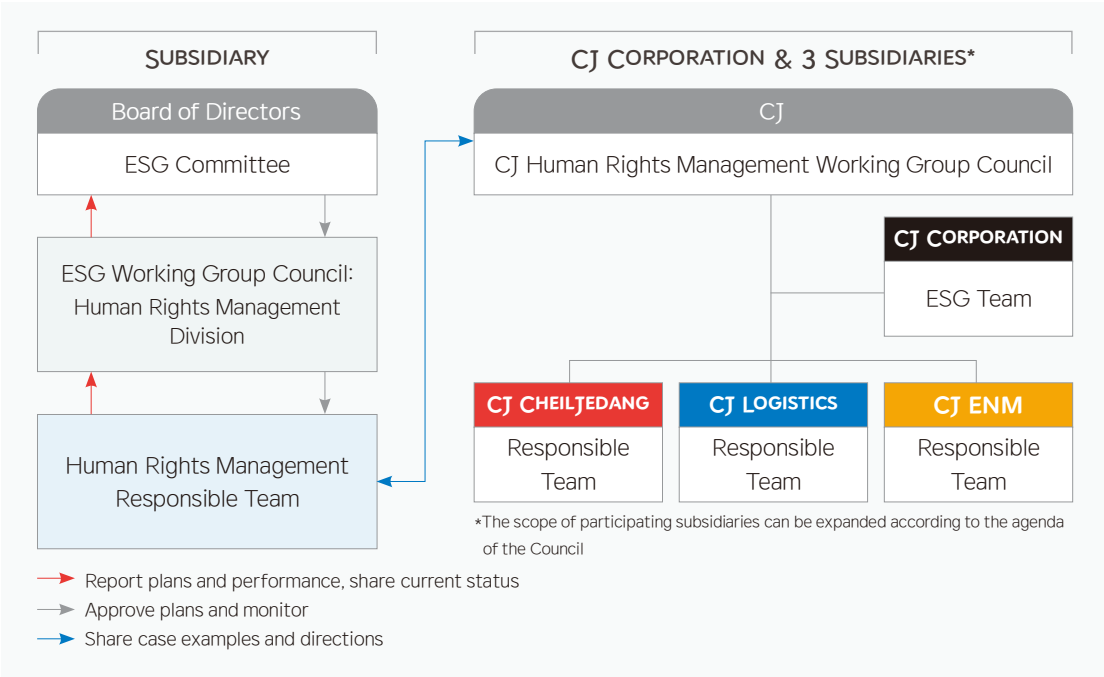 SUBSIDIARY
Board of Directors
ESG Committee
ESG Working Group Council:
Human Rights Management
Division
Human Rights Management
Responsible Team
CJ CORPORATION & 3 SUBSIDIARIES*
CJ
CJ Human Rights Management Working Group Council
CJ CORPORATION
ESG Team
CJ CHEILJEDANG
Responsible
Team
CJ LOGISTICS
Responsible
Team
CJ ENM
Responsible
Team
*The scope of participating subsidiaries can be expanded according to the agenda
of the Council
Report plans and performance, share current status
Approve plans and monitor
Share case examples and directions